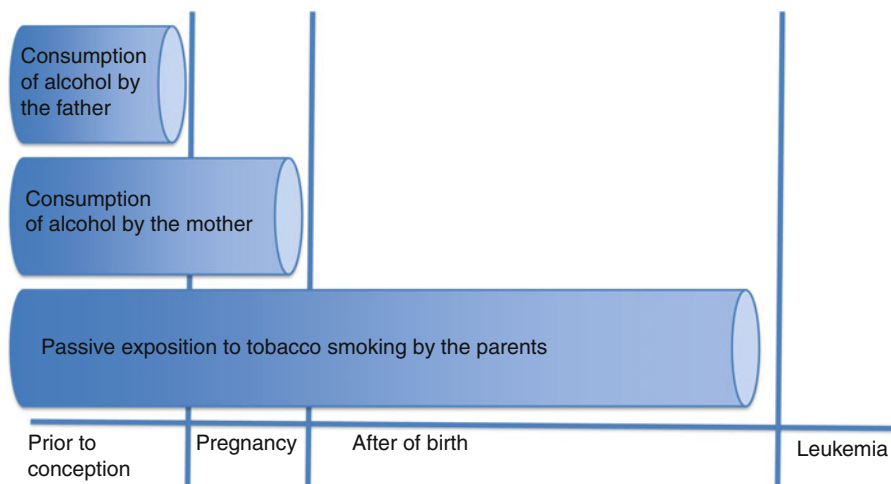 Consumption
of alcohol by
the father
Consumption
of alcohol by the mother
Passive exposition to tobacco smoking by the parents
Prior to
conception
Pregnancy
After of birth
Leukemia